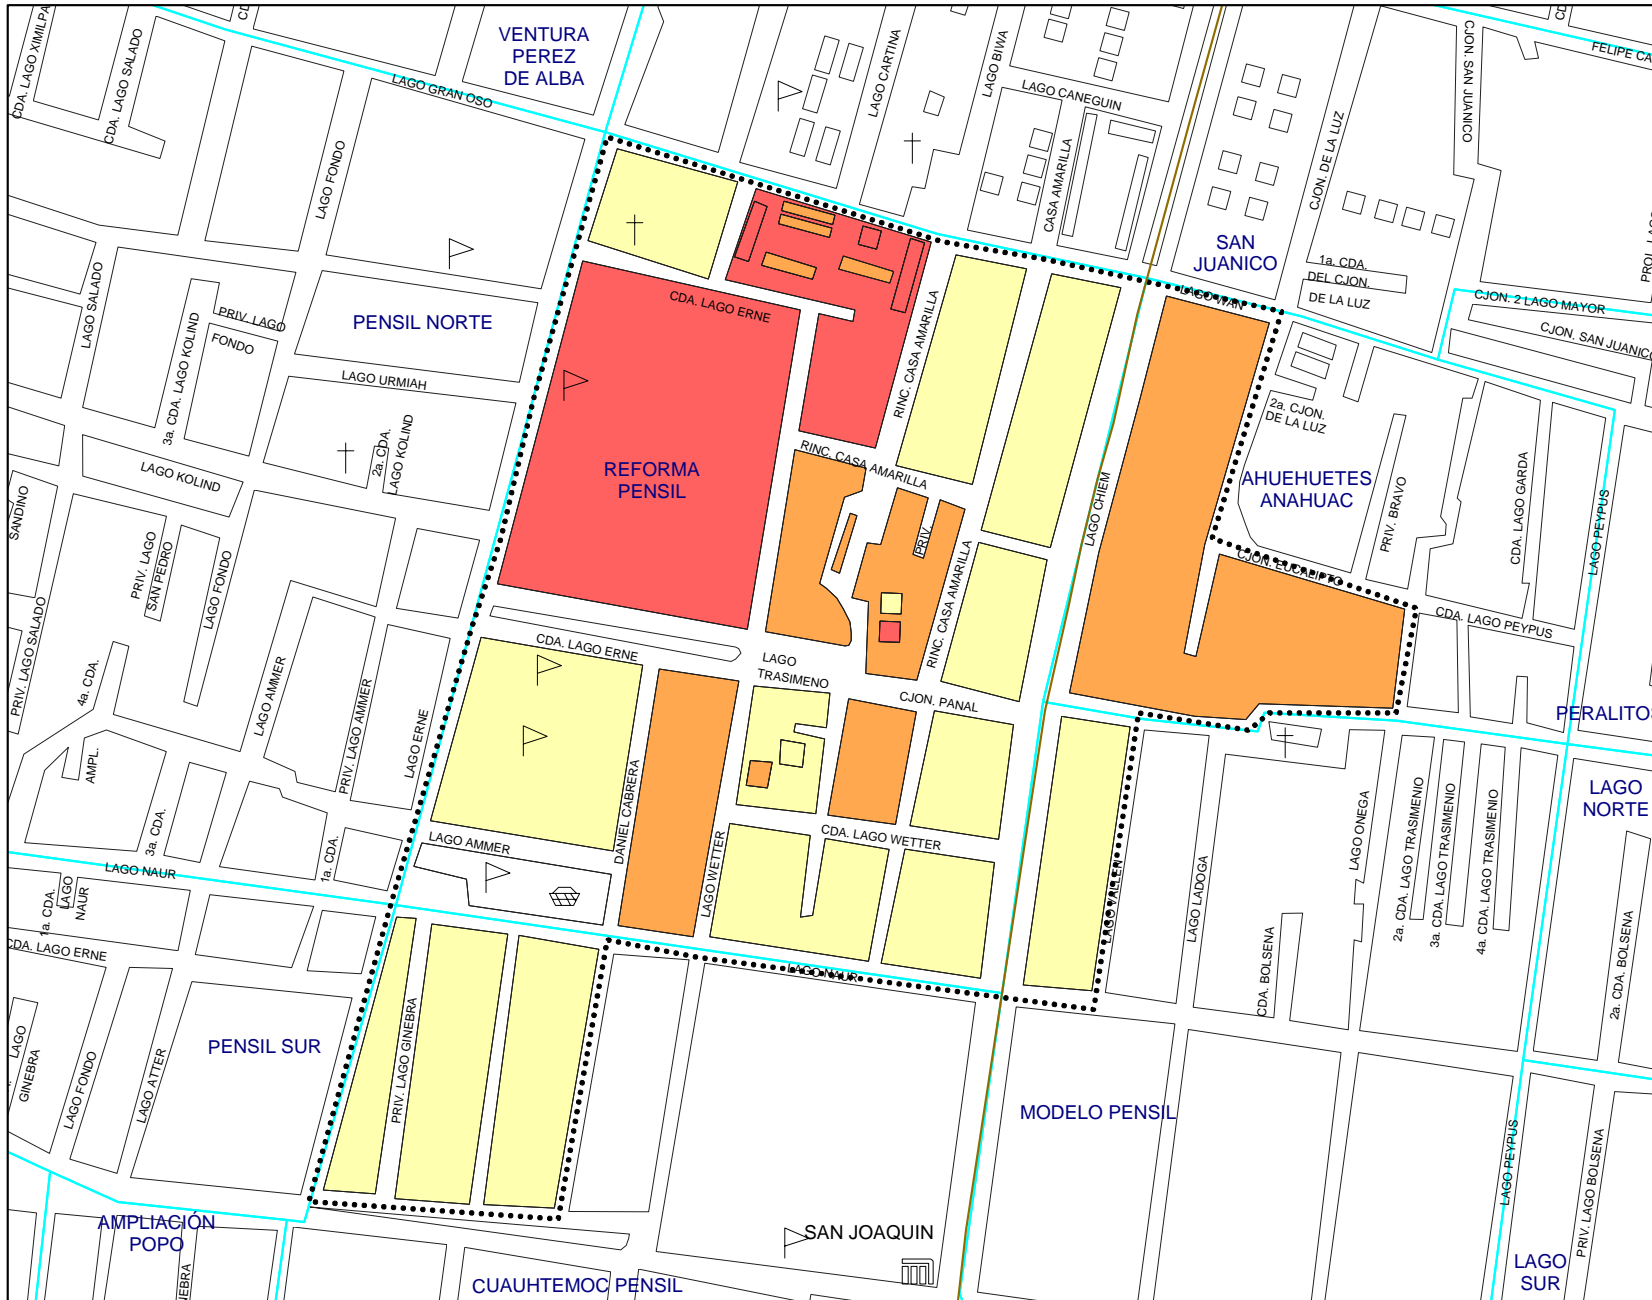 VENTURA
PEREZ
DE ALBA
CDA. LAGO XIMILPA
CDA. LAGO SALADO
LAGO GRAN OSO
LAGO CARTINA
LAGO BIWA
LAGO CANEGUIN
CASA AMARILLA
CJON. DE LA LUZ
CJON. SAN JUANICO
FELIPE CA
LAGO FONDO
SAN
JUANICO
1a. CDA.
DEL CJON.
DE LA LUZ
LAGO WAN
CJON. 2 LAGO MAYOR
CJON. SAN JUANICO
LAGO SALADO
PRIV. LAGO
FONDO
3a. CDA. LAGO KOLIND
PENSIL NORTE
CDA. LAGO ERNE
RINC. CASA AMARILLA
LAGO URMIAH
2a. CDA.
LAGO KOLIND
LAGO KOLIND
2a. CJON.
DE LA LUZ
REFORMA
PENSIL
RINC. CASA AMARILLA
AHUEHUETES
ANAHUAC
PRIV. BRAVO
CDA. LAGO GARDA
LAGO PEYPUS
LAGO CHIEM
SANDINO
PRIV. LAGO
SAN PEDRO
LAGO FONDO
PRIV.
RINC. CASA AMARILLA
CJON. EUCALIPTO
CDA. LAGO PEYPUS
PRIV. LAGO SALADO
4a. CDA.
LAGO AMMER
PRIV. LAGO AMMER
LAGO ERNE
CDA. LAGO ERNE
LAGO
TRASIMENO
CJON. PANAL
PERALITOS
AMPL.
3a. CDA.
1a. CDA.
LAGO AMMER
DANIEL CABRERA
LAGO WETTER
CDA. LAGO WETTER
LAGO
NORTE
LAGO ONEGA
2a. CDA. LAGO TRASIMENIO
3a. CDA. LAGO TRASIMENIO
4a. CDA. LAGO TRASIMENIO
LAGO NAUR
1a. CDA.
LAGO
NAUR
CDA. LAGO ERNE
LAGO LADOGA
CDA. BOLSENA
2a. CDA. BOLSENA
LAGO NAUR
LAGO
GINEBRA
LAGO FONDO
LAGO ATTER
PENSIL SUR
PRIV. LAGO GINEBRA
MODELO PENSIL
LAGO PEYPUS
PRIV. LAGO BOLSENA
AMPLIACIÓN
POPO
SAN JOAQUIN
CUAUHTEMOC PENSIL
LAGO
SUR